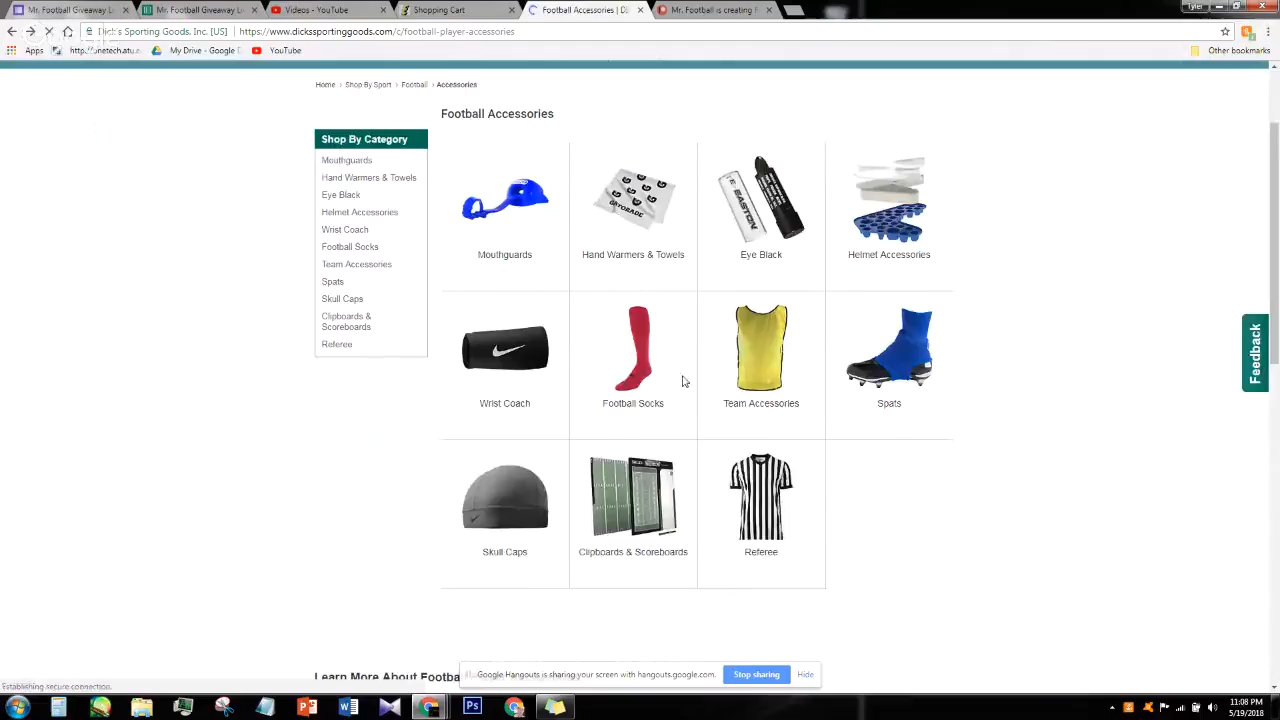 Mr. Football Giveaway L
Mr. Football Giveaway L
Videos - YouTube
Shopping Cart
Football Accessories | Di
Mr. Football is creating F
Tyler
Dick's Sporting Goods, Inc. [US]
https://www.dickssportinggoods.com/c/football-player-accessories
Apps
My Drive - Google D
YouTube
Other bookmarks
Home › Shop By Sport › Football › Accessories
Football Accessories
Shop By Category
Mouthguards
Hand Warmers & Towels
Eye Black
Helmet Accessories
Wrist Coach
Football Socks
Team Accessories
Spats
Skull Caps
Clipboards &
Scoreboards
Referee
GATORADE
EASTON
Mouthguards
Hand Warmers & Towels
Eye Black
Helmet Accessories
Wrist Coach
Football Socks
Team Accessories
Spats
Skull Caps
Clipboards & Scoreboards
Referee
Feedback
Learn More About Footba
Google Hangouts is sharing your screen with hangouts.google.com.
Stop sharing
Hide
Establishing secure connection...
Ps
11:08 PM
5/19/2018